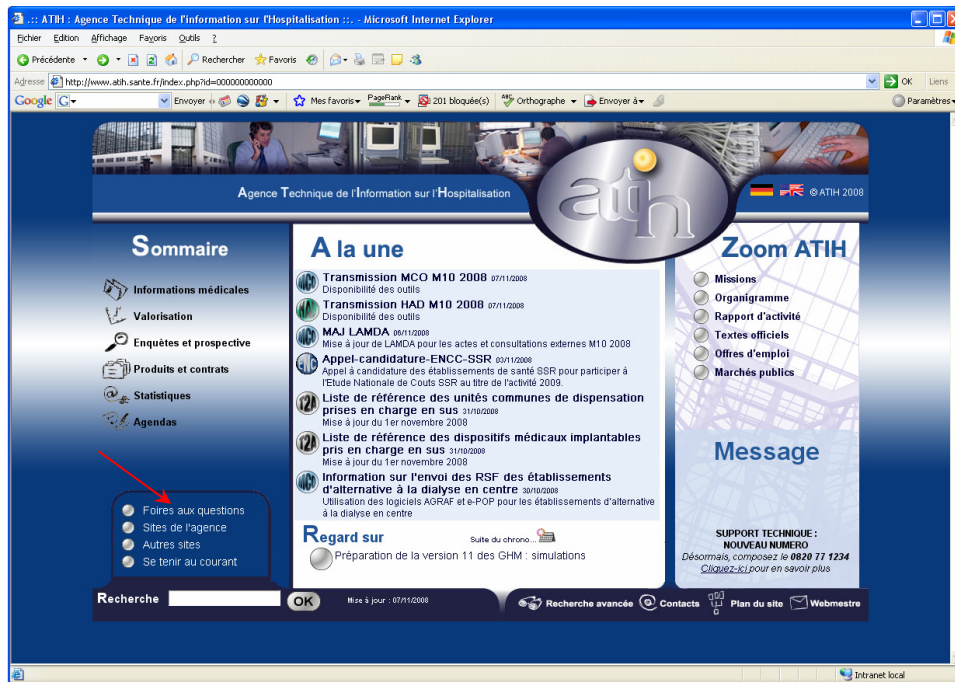 .:: ATIH : Agence Technique de l'information sur l'Hospitalisation ::. - Microsoft Internet Explorer
Fichier Edition Affichage Favoris Outils ?
Précédente Rechercher Favoris
Adresse http://www.atih.sante.fr/index.php?id=000000000000 OK Liens
Google G Envoyer Mes favoris PageRank 201 bloquée(s) ABC Orthographe Envoyer à Paramètres
atih
Agence Technique de l'Information sur l'Hospitalisation
© ATIH 2008
Sommaire
Informations médicales
Valorisation
Enquêtes et prospective
Produits et contrats
Statistiques
Agendas
Foires aux questions
Sites de l'agence
Autres sites
Se tenir au courant
A la une
MCO Transmission MCO M10 2008 07/11/2008
Disponibilité des outils
HAD Transmission HAD M10 2008 07/11/2008
Disponibilité des outils
MCO MAJ LAMDA 06/11/2008
Mise à jour de LAMDA pour les actes et consultations externes M10 2008
ENC Appel-candidature-ENCC-SSR 03/11/2008
Appel à candidature des établissements de santé SSR pour participer à
l'Etude Nationale de Couts SSR au titre de l'activité 2009.
T2A Liste de référence des unités communes de dispensation
prises en charge en sus 31/10/2008
Mise à jour du 1er novembre 2008
T2A Liste de référence des dispositifs médicaux implantables
pris en charge en sus 31/10/2008
Mise à jour du 1er novembre 2008
MCO Information sur l'envoi des RSF des établissements
d'alternative à la dialyse en centre 30/10/2008
Utilisation des logiciels AGRAF et e-POP pour les établissements d'alternative
à la dialyse en centre
Regard sur
Suite du chrono...
Préparation de la version 11 des GHM : simulations
Zoom ATIH
Missions
Organigramme
Rapport d'activité
Textes officiels
Offres d'emploi
Marchés publics
Message
SUPPORT TECHNIQUE :
NOUVEAU NUMERO
Désormais, composez le 0820 77 1234
Cliquez-ici pour en savoir plus
Recherche OK Mise à jour : 07/11/2008 Recherche avancée Contacts Plan du site Webmestre
Intranet local